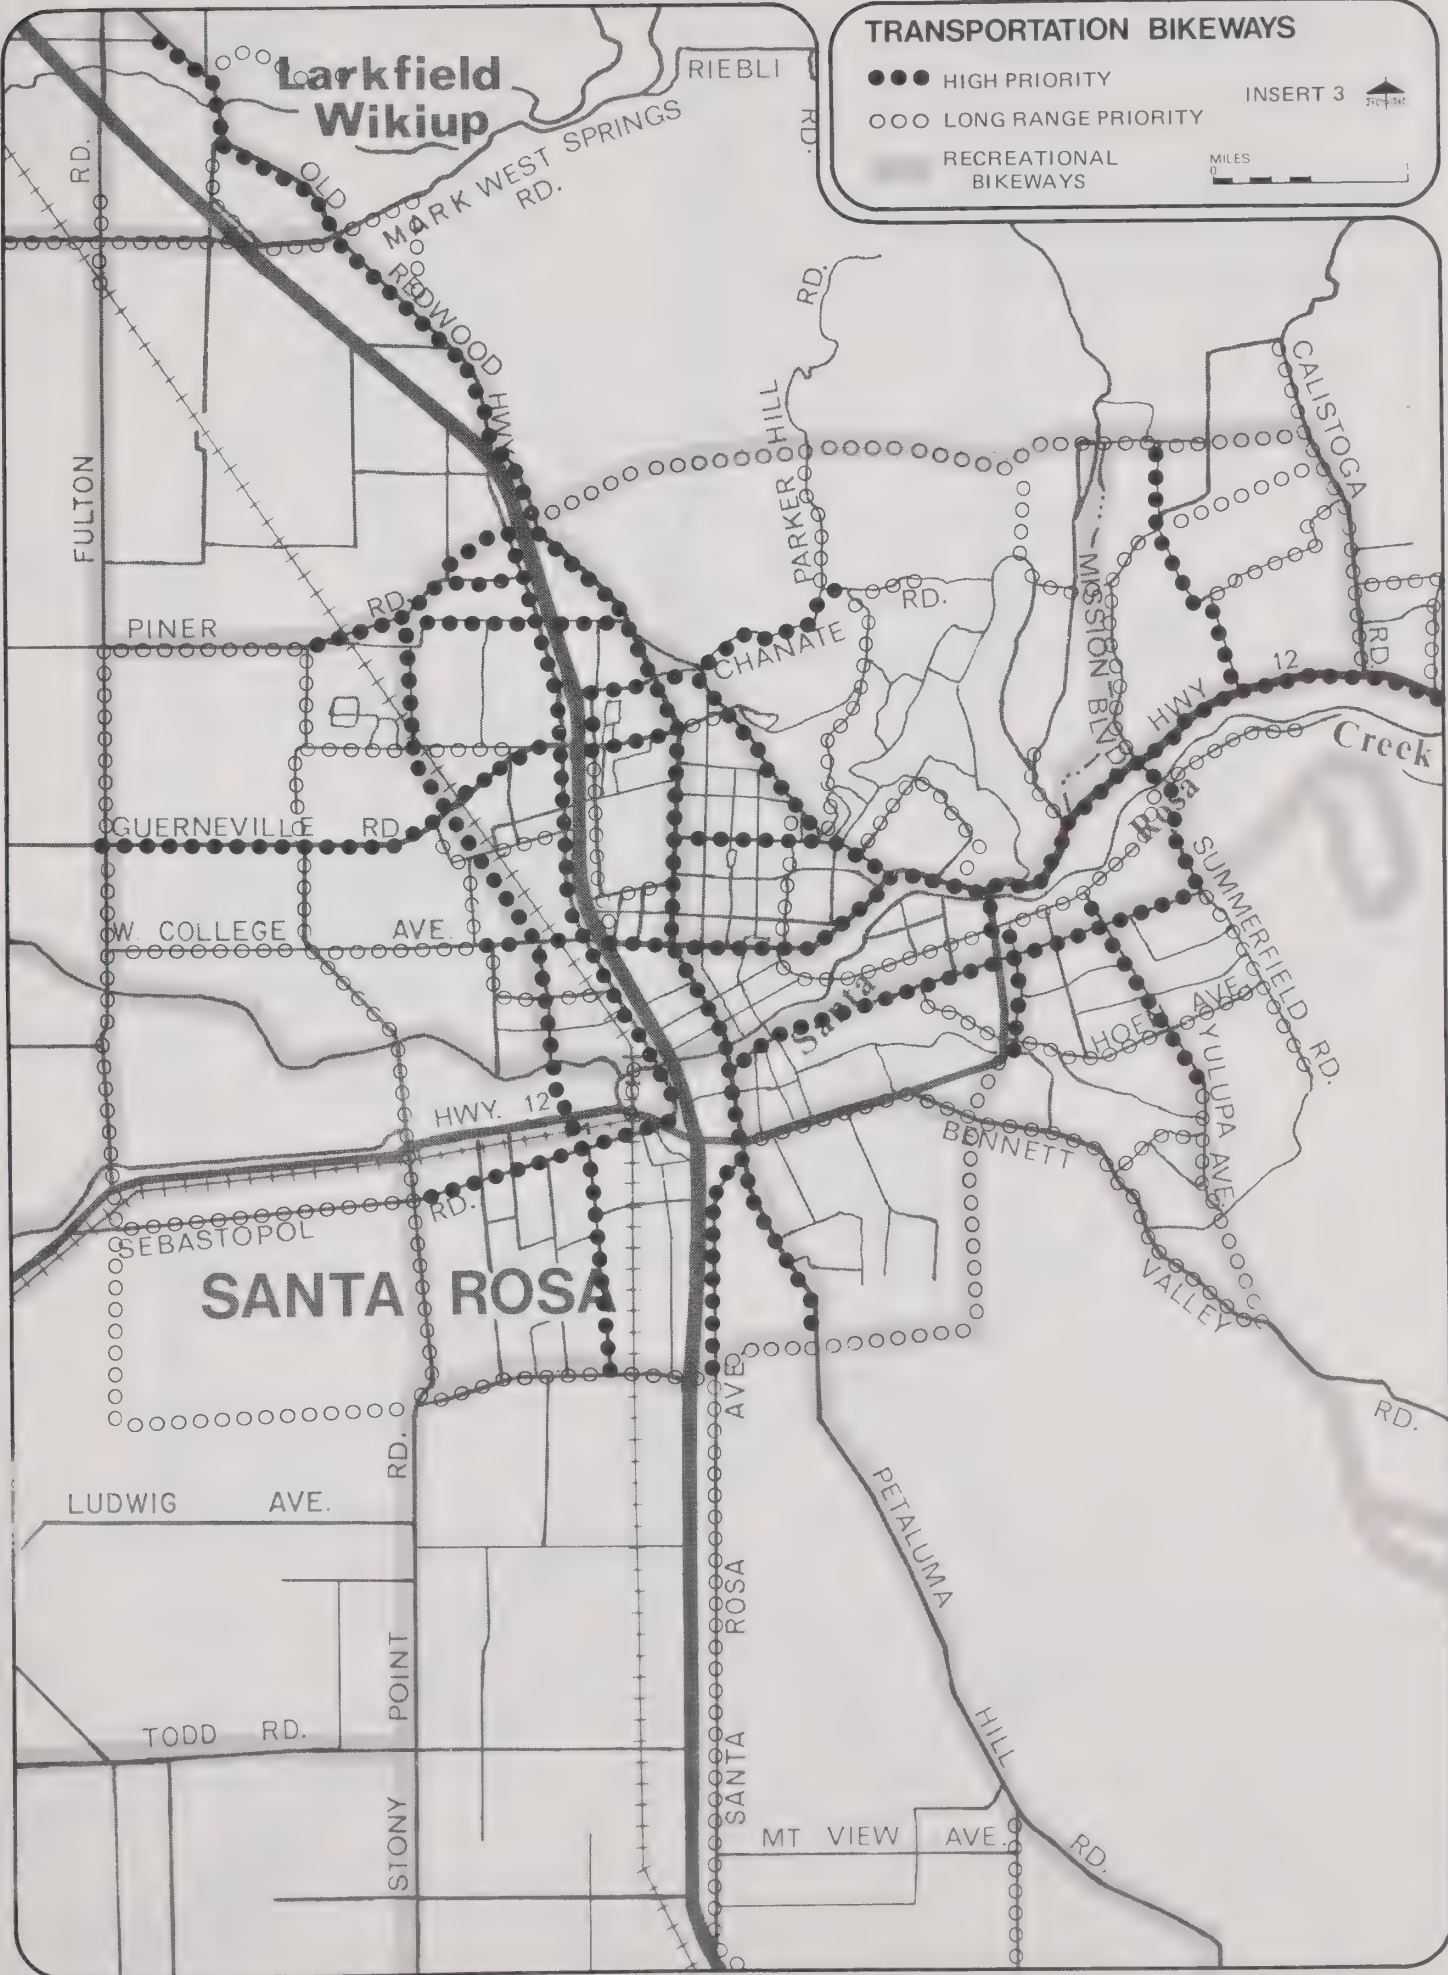 TRANSPORTATION BIKEWAYS
HIGH PRIORITY
INSERT 3
LONG RANGE PRIORITY
RECREATIONAL
BIKEWAYS
MILES
0
1
Larkfield
Wikiup
RIEBLI
RD.
MARK WEST SPRINGS
RD.
OLD
REDWOOD
HWY
RD.
FULTON
PARKER HILL
RD.
CALISTOGA
RD.
MISSION BLVD
PINER
RD.
CHANATE
RD.
HWY
12
Creek
Rosa
Santa
GUERNEVILLE RD
SUMMERFIELD
RD.
W. COLLEGE AVE.
HOEN AVE.
YULUPA AVE.
HWY. 12
BENNETT
VALLEY
RD.
SEBASTOPOL
RD.
SANTA ROSA
LUDWIG AVE.
RD.
POINT
STONY
AVE.
ROSA
SANTA
PETALUMA
HILL
RD.
TODD RD.
MT VIEW AVE.